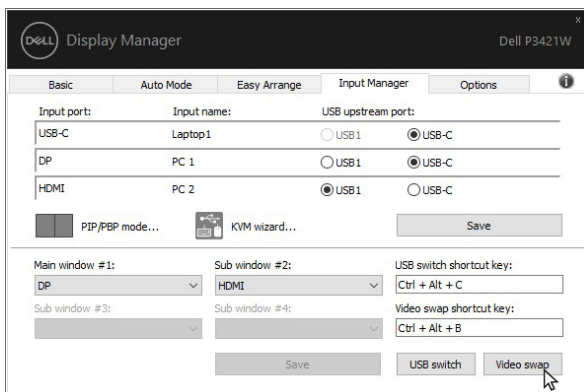 x
DELL Display Manager Dell P3421W
Basic Auto Mode Easy Arrange Input Manager Options i
Input port: Input name: USB upstream port:
USB-C Laptop1 USB1 USB-C
DP PC 1 USB1 USB-C
HDMI PC 2 USB1 USB-C
PIP/PBP mode... KVM wizard... Save
Main window #1: Sub window #2: USB switch shortcut key:
DP HDMI Ctrl + Alt + C
Sub window #3: Sub window #4: Video swap shortcut key:
Ctrl + Alt + B
Save USB switch Video swap